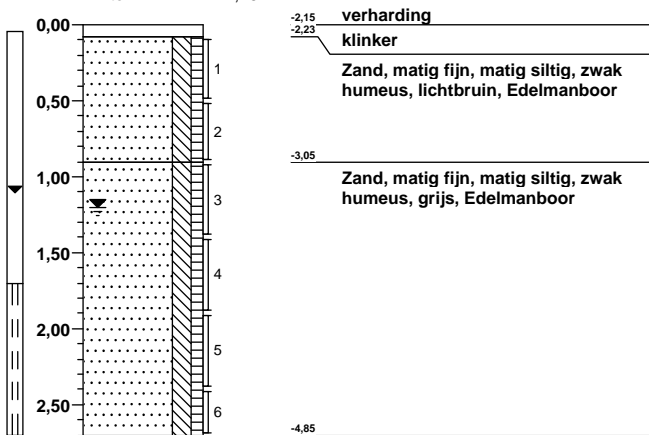 0,00
0,50
1,00
1,50
2,00
2,50
1
2
3
4
5
6
-2,15 verharding
-2,23 klinker
Zand, matig fijn, matig siltig, zwak
humeus, lichtbruin, Edelmanboor
-3,05
Zand, matig fijn, matig siltig, zwak
humeus, grijs, Edelmanboor
-4,85